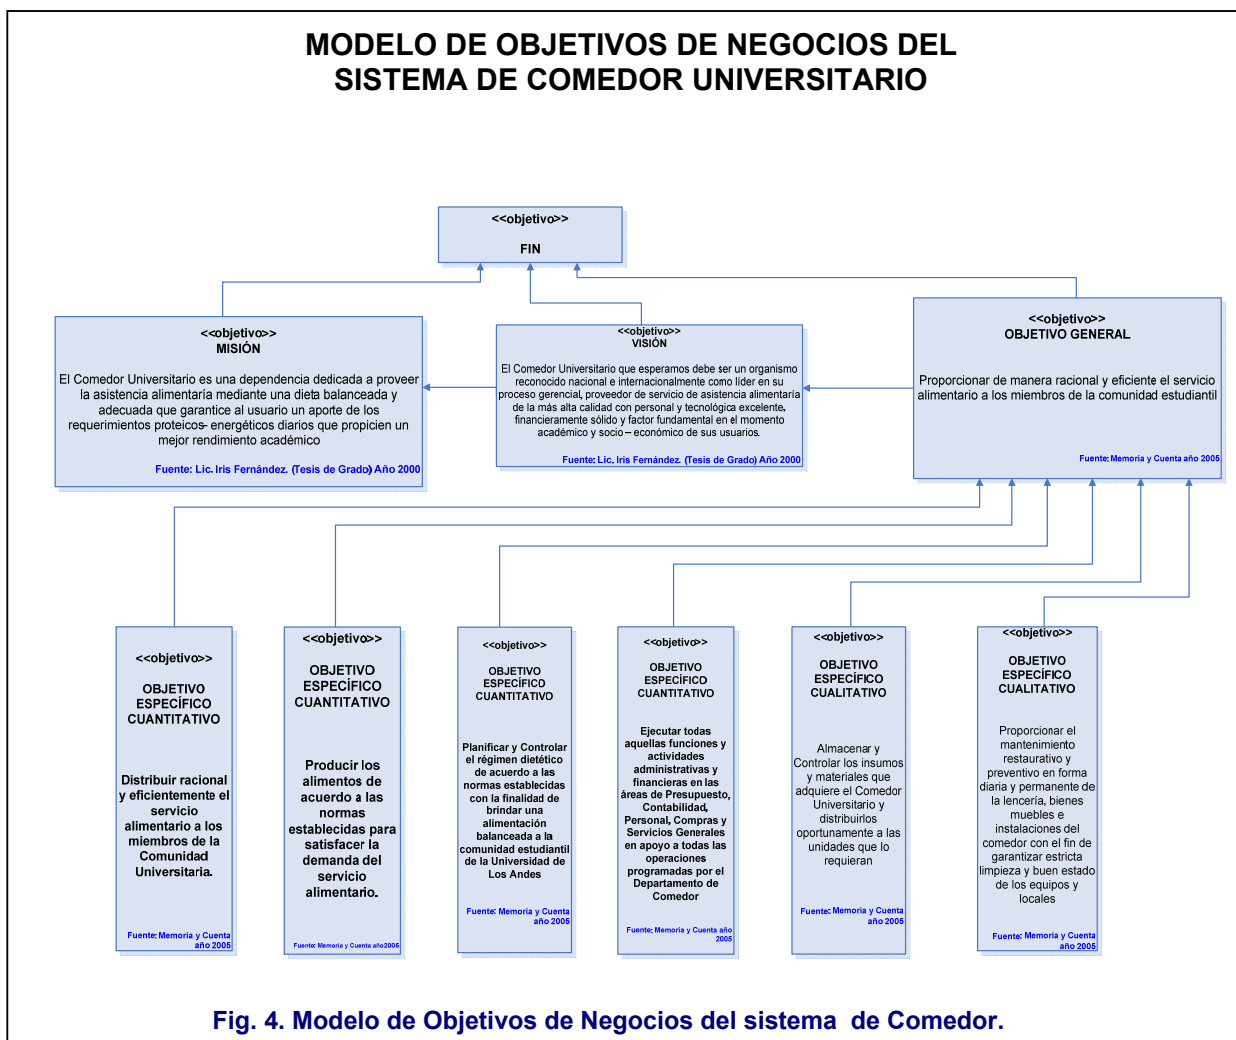 MODELO DE OBJETIVOS DE NEGOCIOS DEL
SISTEMA DE COMEDOR UNIVERSITARIO
<<objetivo>>
FIN
<<objetivo>>
MISIÓN
El Comedor Universitario es una dependencia dedicada a proveer
la asistencia alimentaría mediante una dieta balanceada y
adecuada que garantice al usuario un aporte de los
requerimientos proteicos– energéticos diarios que propicien un
mejor rendimiento académico
Fuente: Lic. Iris Fernández. (Tesis de Grado) Año 2000
<<objetivo>>
VISIÓN
El Comedor Universitario que esperamos debe ser un organismo
reconocido nacional e internacionalmente como líder en su
proceso gerencial, proveedor de servicio de asistencia alimentaría
de la más alta calidad con personal y tecnológica excelente,
financieramente sólido y factor fundamental en el momento
académico y socio – económico de sus usuarios.
Fuente: Lic. Iris Fernández. (Tesis de Grado) Año 2000
<<objetivo>>
OBJETIVO GENERAL
Proporcionar de manera racional y eficiente el servicio
alimentario a los miembros de la comunidad estudiantil
Fuente: Memoria y Cuenta año 2005
<<objetivo>>
OBJETIVO
ESPECÍFICO
CUANTITATIVO
Distribuir racional
y eficientemente el
servicio
alimentario a los
miembros de la
Comunidad
Universitaria.
Fuente: Memoria y Cuenta
año 2005
<<objetivo>>
OBJETIVO
ESPECÍFICO
CUANTITATIVO
Producir los
alimentos de
acuerdo a las
normas
establecidas para
satisfacer la
demanda del
servicio
alimentario.
Fuente: Memoria y Cuenta año 2005
<<objetivo>>
OBJETIVO
ESPECÍFICO
CUANTITATIVO
Planificar y Controlar
el régimen dietético
de acuerdo a las
normas establecidas
con la finalidad de
brindar una
alimentación
balanceada a la
comunidad estudiantil
de la Universidad de
Los Andes
Fuente: Memoria y Cuenta
año 2005
<<objetivo>>
OBJETIVO
ESPECÍFICO
CUANTITATIVO
Ejecutar todas
aquellas funciones y
actividades
administrativas y
financieras en las
áreas de Presupuesto,
Contabilidad,
Personal, Compras y
Servicios Generales
en apoyo a todas las
operaciones
programadas por el
Departamento de
Comedor
Fuente: Memoria y Cuenta año
2005
<<objetivo>>
OBJETIVO
ESPECÍFICO
CUALITATIVO
Almacenar y
Controlar los insumos
y materiales que
adquiere el Comedor
Universitario y
distribuirlos
oportunamente a las
unidades que lo
requieran
Fuente: Memoria y Cuenta
año 2005
<<objetivo>>
OBJETIVO
ESPECÍFICO
CUALITATIVO
Proporcionar el
mantenimiento
restaurativo
y preventivo en forma
diaria y permanente
de la lencería, bienes
muebles e
instalaciones del
comedor con el fin de
garantizar estricta
limpieza y buen estado
de los equipos y
locales
Fuente: Memoria y Cuenta
año 2005
Fig. 4. Modelo de Objetivos de Negocios del sistema de Comedor.